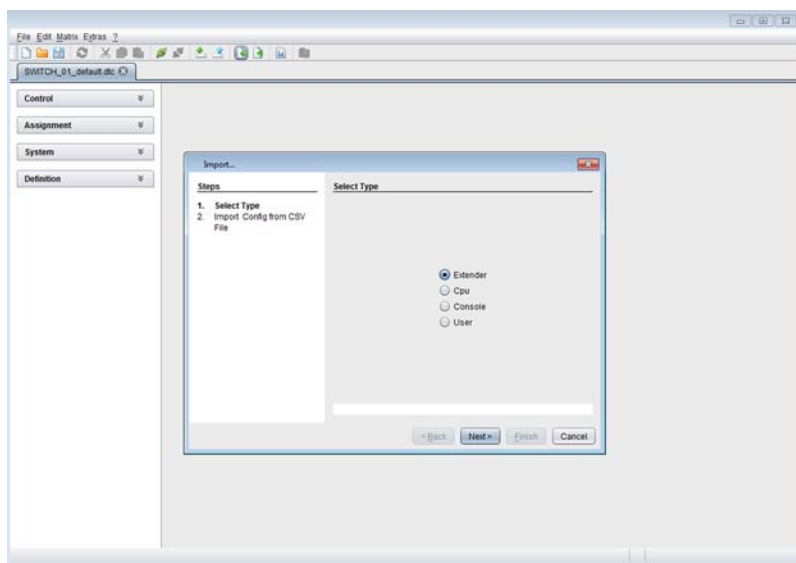 File Edit Matrix Extras ?
SWITCH_01_default.dtc
Control
Assignment
System
Definition
Import...
Steps
1. Select Type
2. Import Config from CSV
File
Select Type
Extender
Cpu
Console
User
< Back Next > Finish Cancel